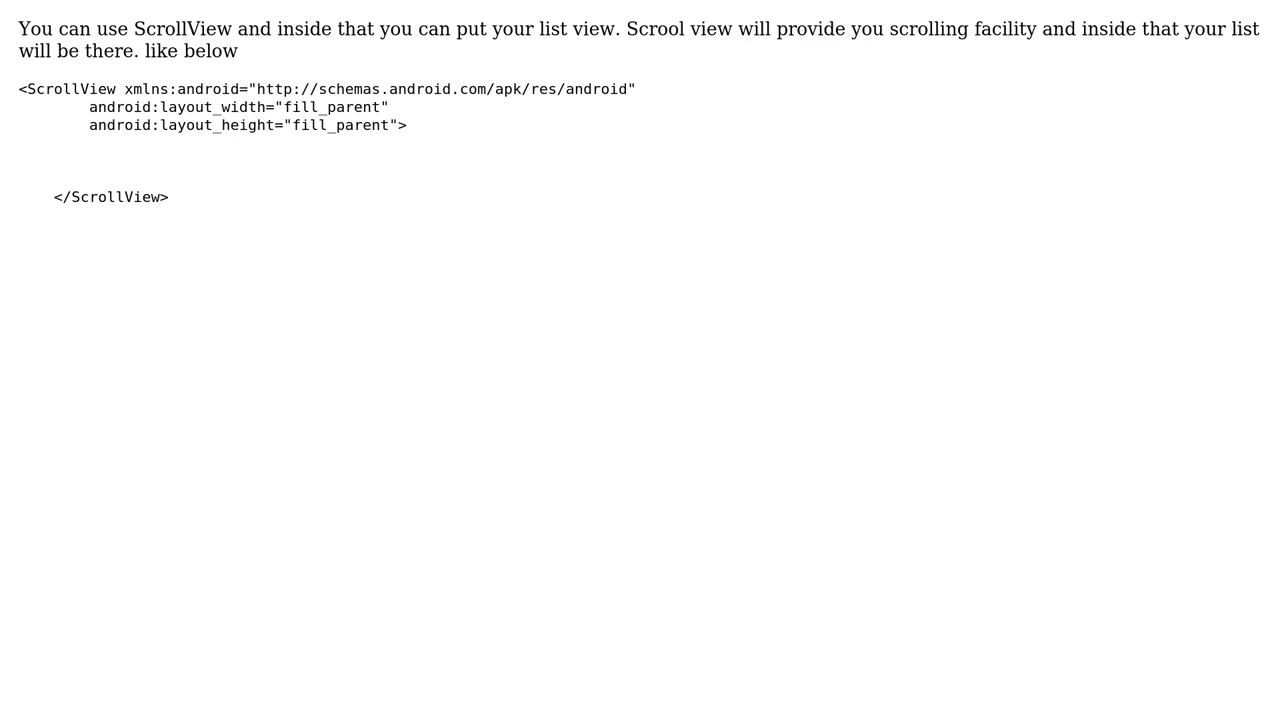 You can use ScrollView and inside that you can put your list view. Scrool view will provide you scrolling facility and inside that your list
will be there. like below
<ScrollView xmlns:android="http://schemas.android.com/apk/res/android"
        android:layout_width="fill_parent"
        android:layout_height="fill_parent">
    </ScrollView>